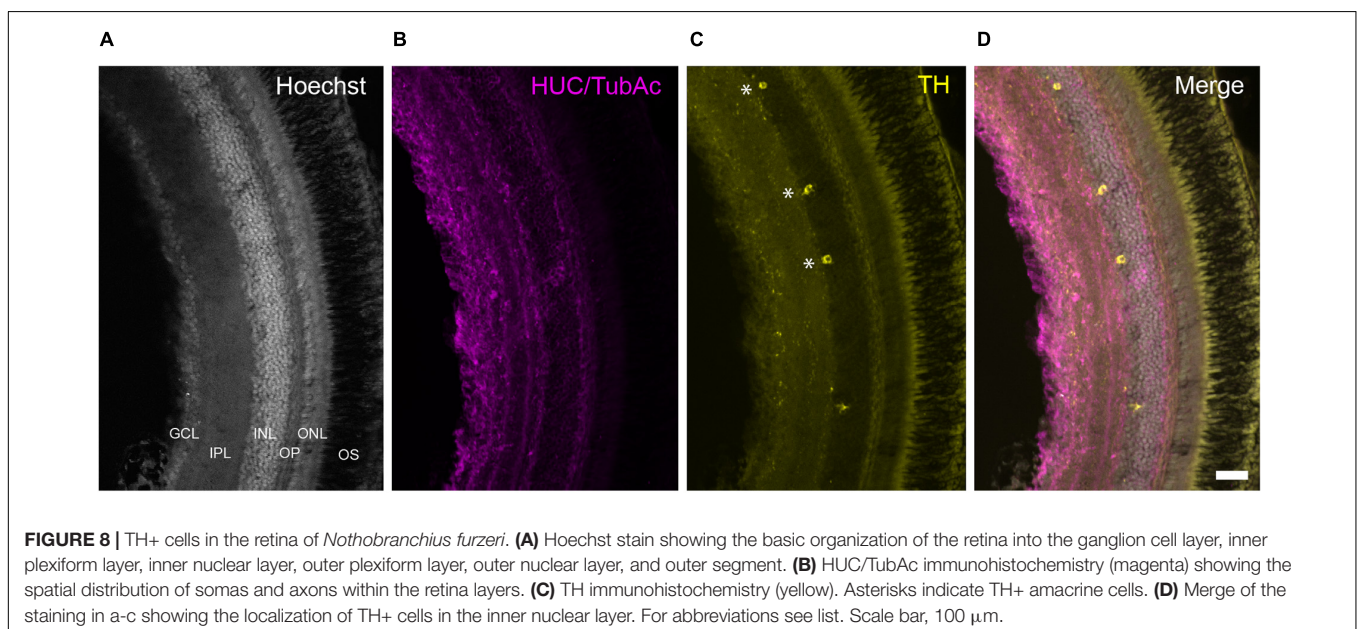 A
B
C
D
Hoechst
HUC/TubAc
TH
Merge
*
*
*
GCL
INL
ONL
IPL
OP
OS
FIGURE 8 | TH+ cells in the retina of Nothobranchius furzeri. (A) Hoechst stain showing the basic organization of the retina into the ganglion cell layer, inner
plexiform layer, inner nuclear layer, outer plexiform layer, outer nuclear layer, and outer segment. (B) HUC/TubAc immunohistochemistry (magenta) showing the
spatial distribution of somas and axons within the retina layers. (C) TH immunohistochemistry (yellow). Asterisks indicate TH+ amacrine cells. (D) Merge of the
staining in a-c showing the localization of TH+ cells in the inner nuclear layer. For abbreviations see list. Scale bar, 100 μm.